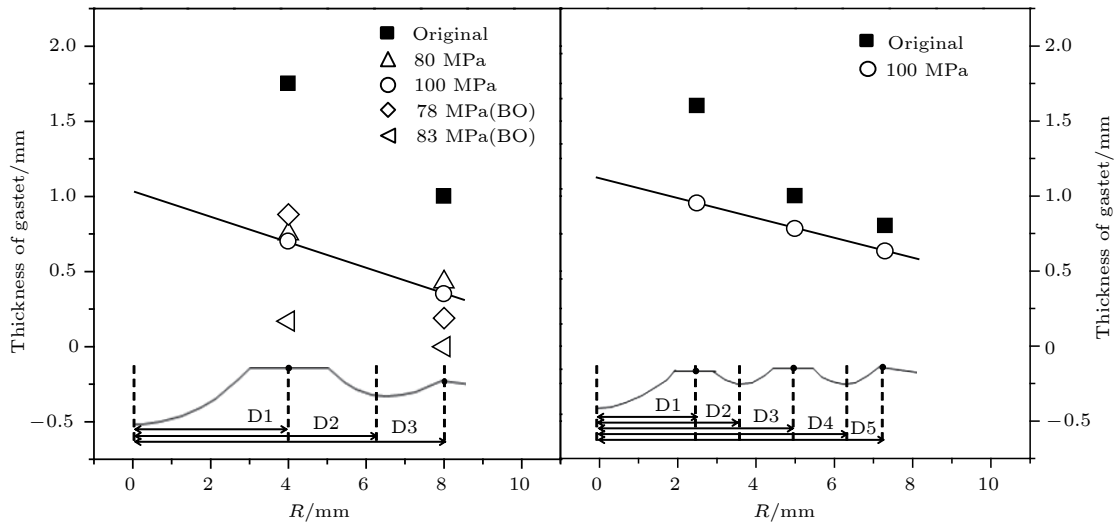 Original
80 MPa
100 MPa
78 MPa(BO)
83 MPa(BO)
2.0
1.5
1.0
0.5
0
−0.5
Thickness of gastet/mm
D1
D2
D3
0 2 4 6 8 10
R/mm
Original
100 MPa
2.0
1.5
1.0
0.5
0
−0.5
Thickness of gastet/mm
D1
D2
D3
D4
D5
0 2 4 6 8 10
R/mm